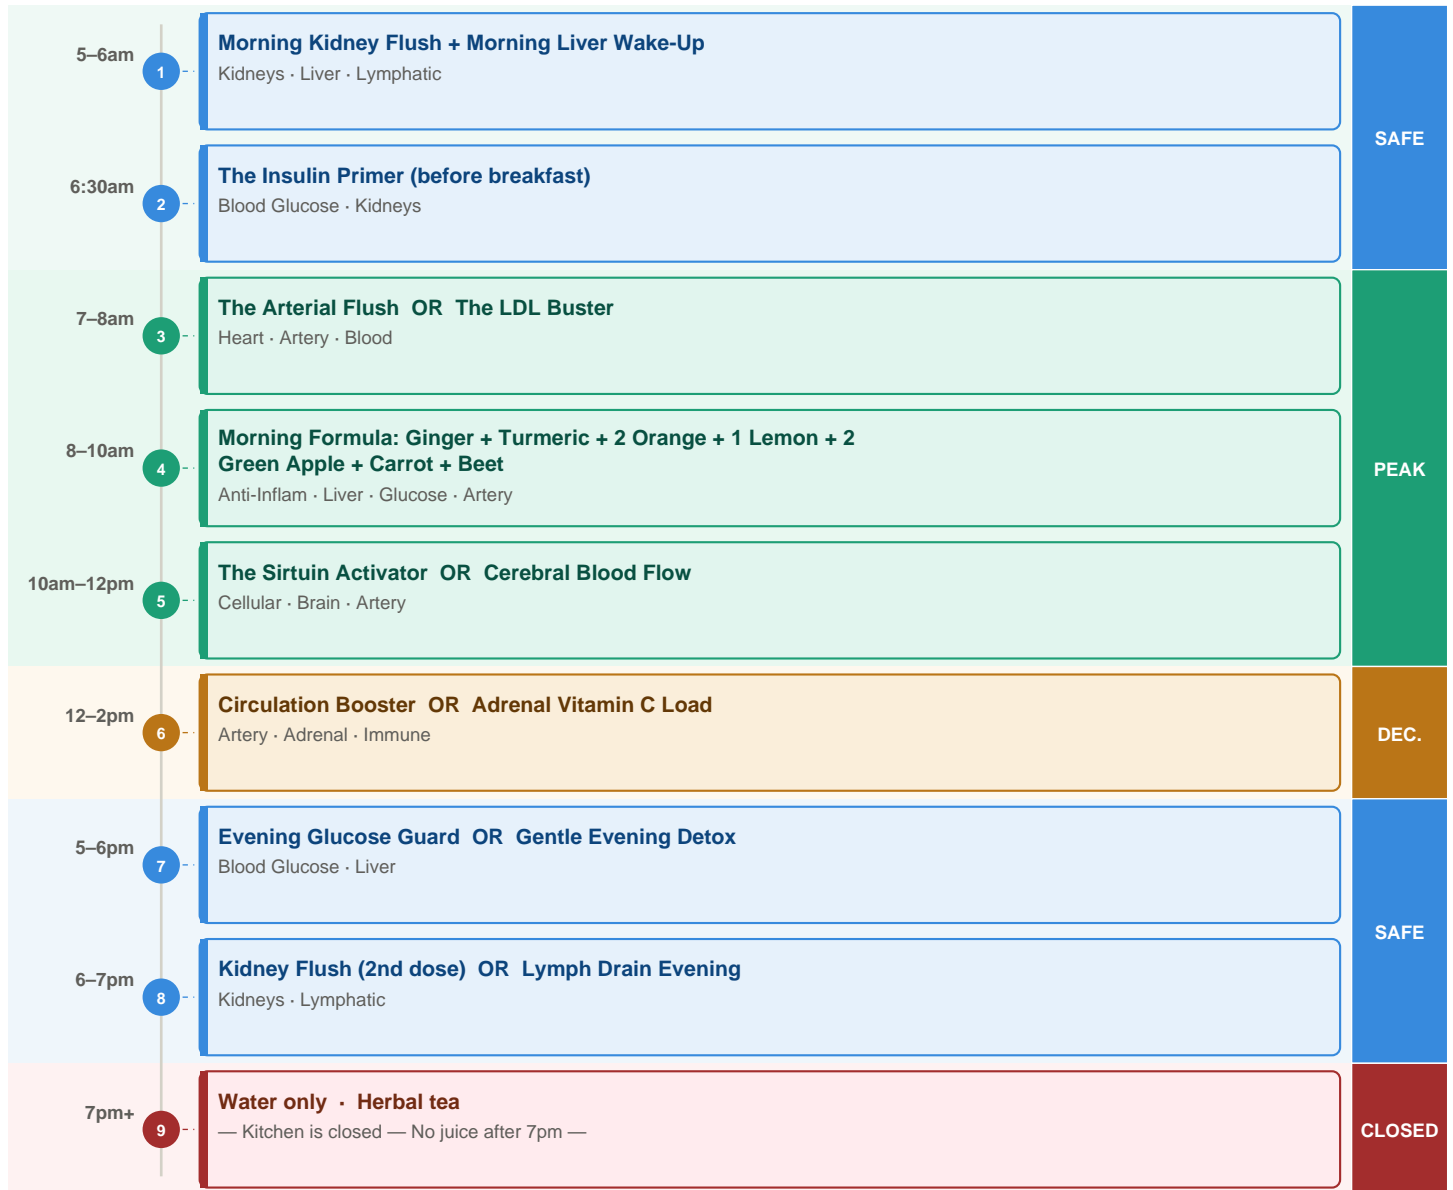 5–6am
1
Morning Kidney Flush + Morning Liver Wake-Up
Kidneys · Liver · Lymphatic
SAFE
6:30am
2
The Insulin Primer (before breakfast)
Blood Glucose · Kidneys
7–8am
3
The Arterial Flush OR The LDL Buster
Heart · Artery · Blood
8–10am
4
Morning Formula: Ginger + Turmeric + 2 Orange + 1 Lemon + 2
Green Apple + Carrot + Beet
Anti-Inflam · Liver · Glucose · Artery
PEAK
10am–12pm
5
The Sirtuin Activator OR Cerebral Blood Flow
Cellular · Brain · Artery
12–2pm
6
Circulation Booster OR Adrenal Vitamin C Load
Artery · Adrenal · Immune
DEC.
5–6pm
7
Evening Glucose Guard OR Gentle Evening Detox
Blood Glucose · Liver
SAFE
6–7pm
8
Kidney Flush (2nd dose) OR Lymph Drain Evening
Kidneys · Lymphatic
7pm+
9
Water only · Herbal tea
— Kitchen is closed — No juice after 7pm —
CLOSED